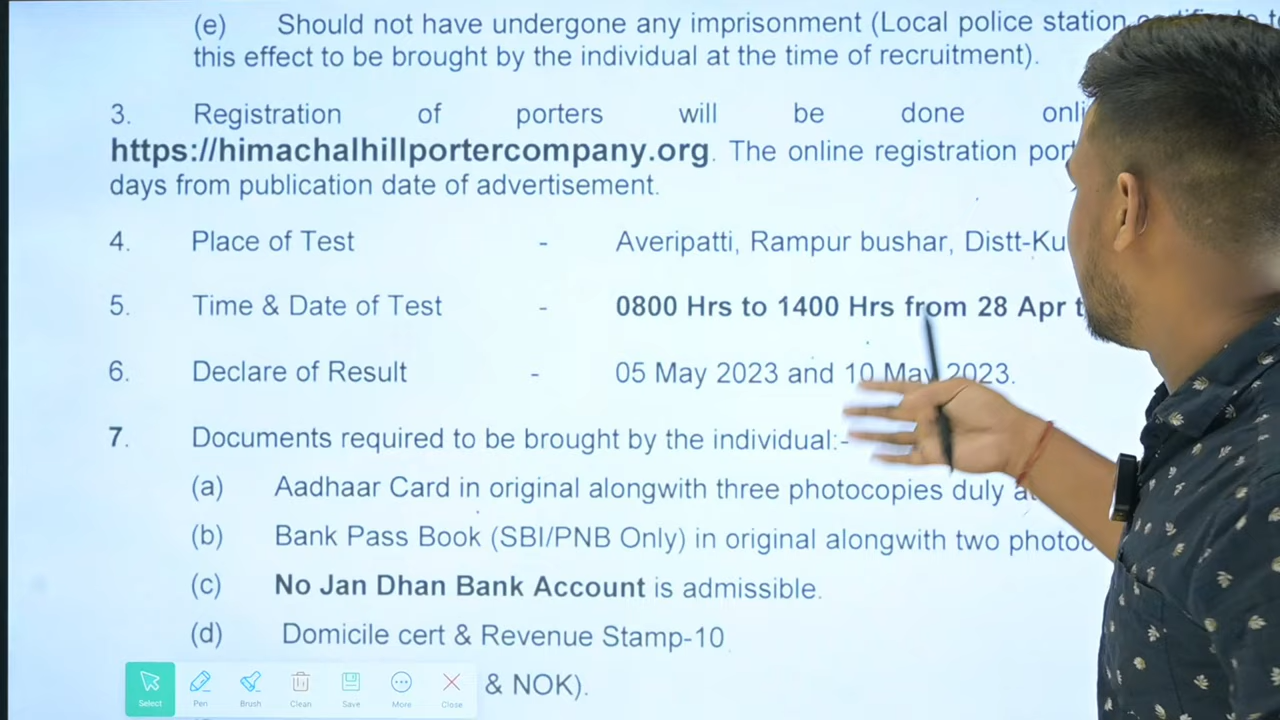 (e) Should not have undergone any imprisonment (Local police station
this effect to be brought by the individual at the time of recruitment).
3. Registration of porters will be done
https://himachalhillportercompany.org. The online registration
days from publication date of advertisement.
4. Place of Test - Averipatti, Rampur bushar,
5. Time & Date of Test - 0800 Hrs to 1400 Hrs from 28 Apr
6. Declare of Result - 05 May 2023 and 10 May 2023.
7. Documents required to be brought by the individual:-
(a) Aadhaar Card in original alongwith three photocopies duly
(b) Bank Pass Book (SBI/PNB Only) in original alongwith two
(c) No Jan Dhan Bank Account is admissible.
(d) Domicile cert & Revenue Stamp-10
& NOK).
Select Pen Brush Clean Save More Close